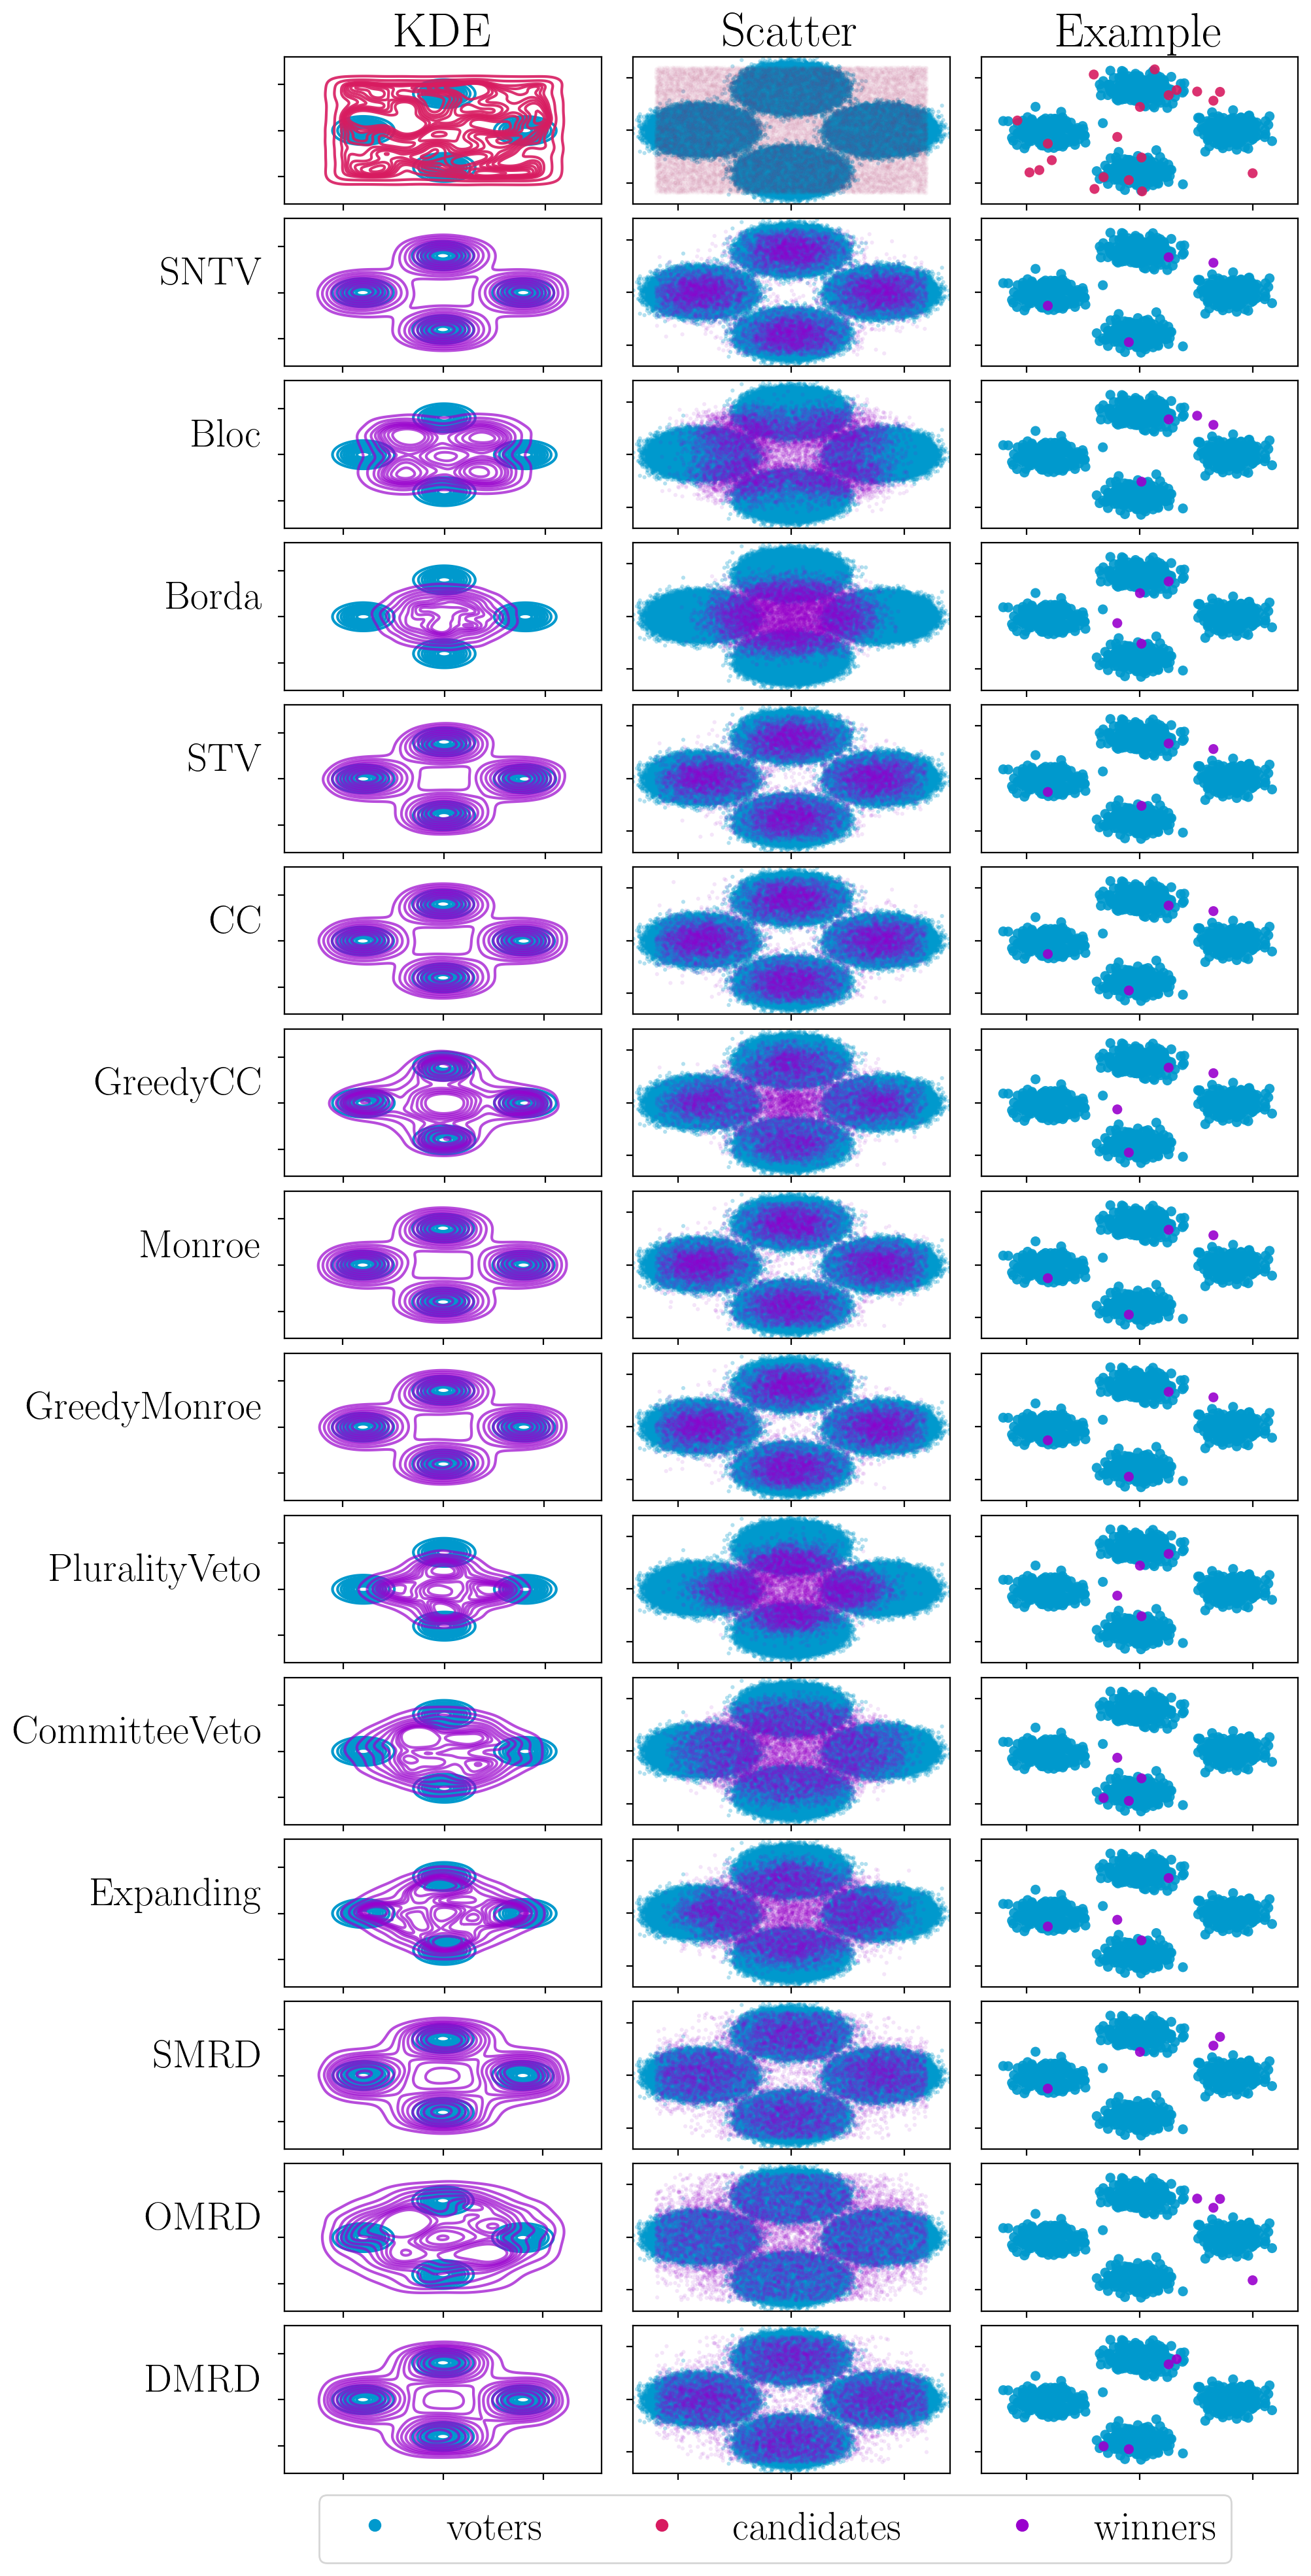 KDE Scatter Example
SNTV
Bloc
Borda
STV
CC
GreedyCC
Monroe
GreedyMonroe
PluralityVeto
CommitteeVeto
Expanding
SMRD
OMRD
DMRD
voters candidates winners